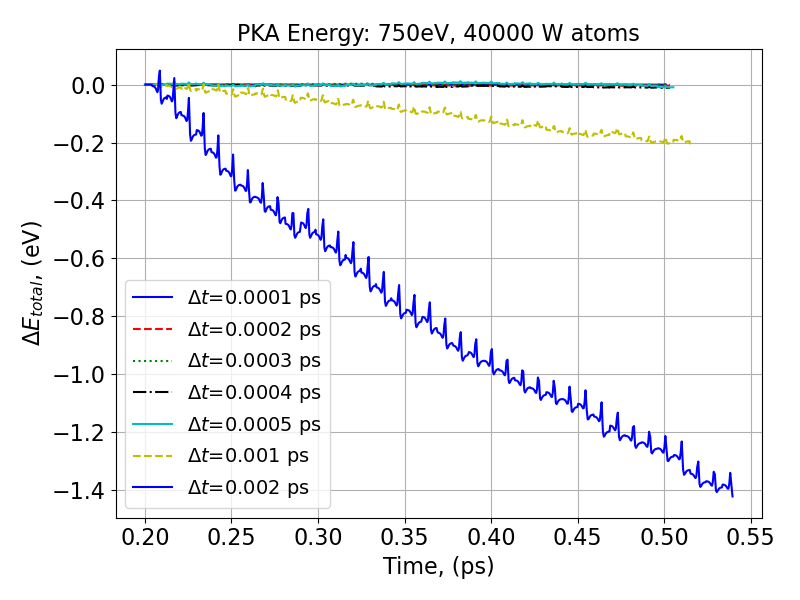 PKA Energy: 750eV, 40000 W atoms
0.0
−0.2
−0.4
−0.6
−0.8
−1.0
−1.2
−1.4
ΔE_total, (eV)
Δt=0.0001 ps
Δt=0.0002 ps
Δt=0.0003 ps
Δt=0.0004 ps
Δt=0.0005 ps
Δt=0.001 ps
Δt=0.002 ps
0.20 0.25 0.30 0.35 0.40 0.45 0.50 0.55
Time, (ps)